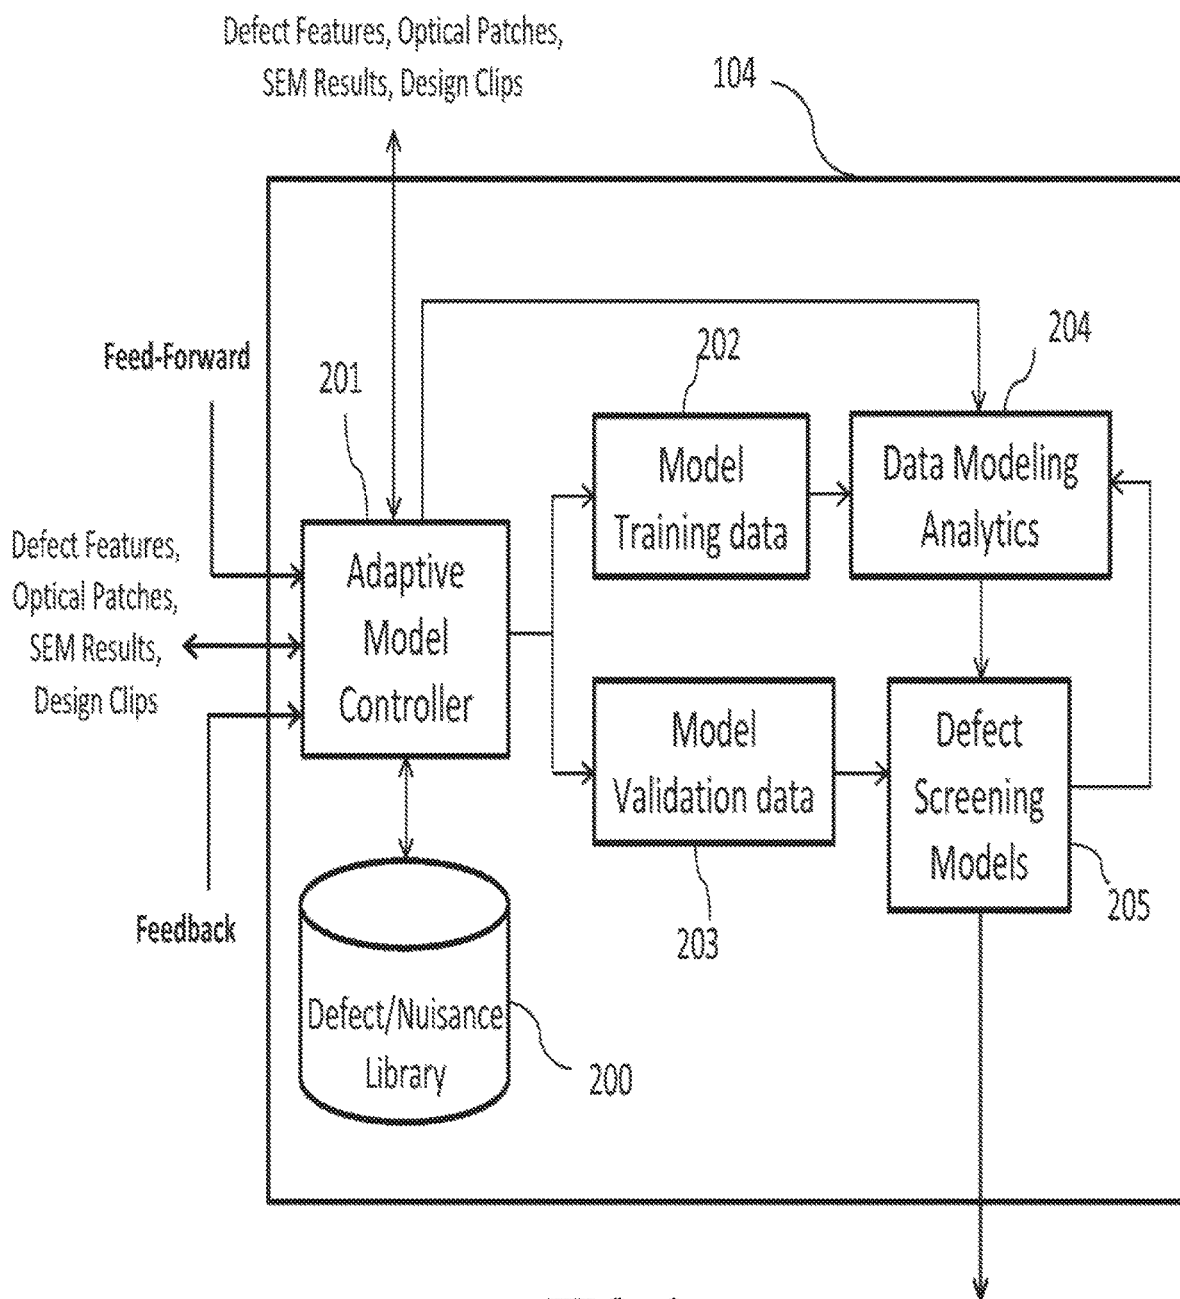 Defect Features, Optical Patches,
SEM Results, Design Clips
104
Feed-Forward
201
202
204
Model
Training data
Data Modeling
Analytics
Defect Features,
Optical Patches,
SEM Results,
Design Clips
Adaptive
Model
Controller
Model
Validation data
Defect
Screening
Models
Feedback
203
205
Defect/Nuisance
Library
200